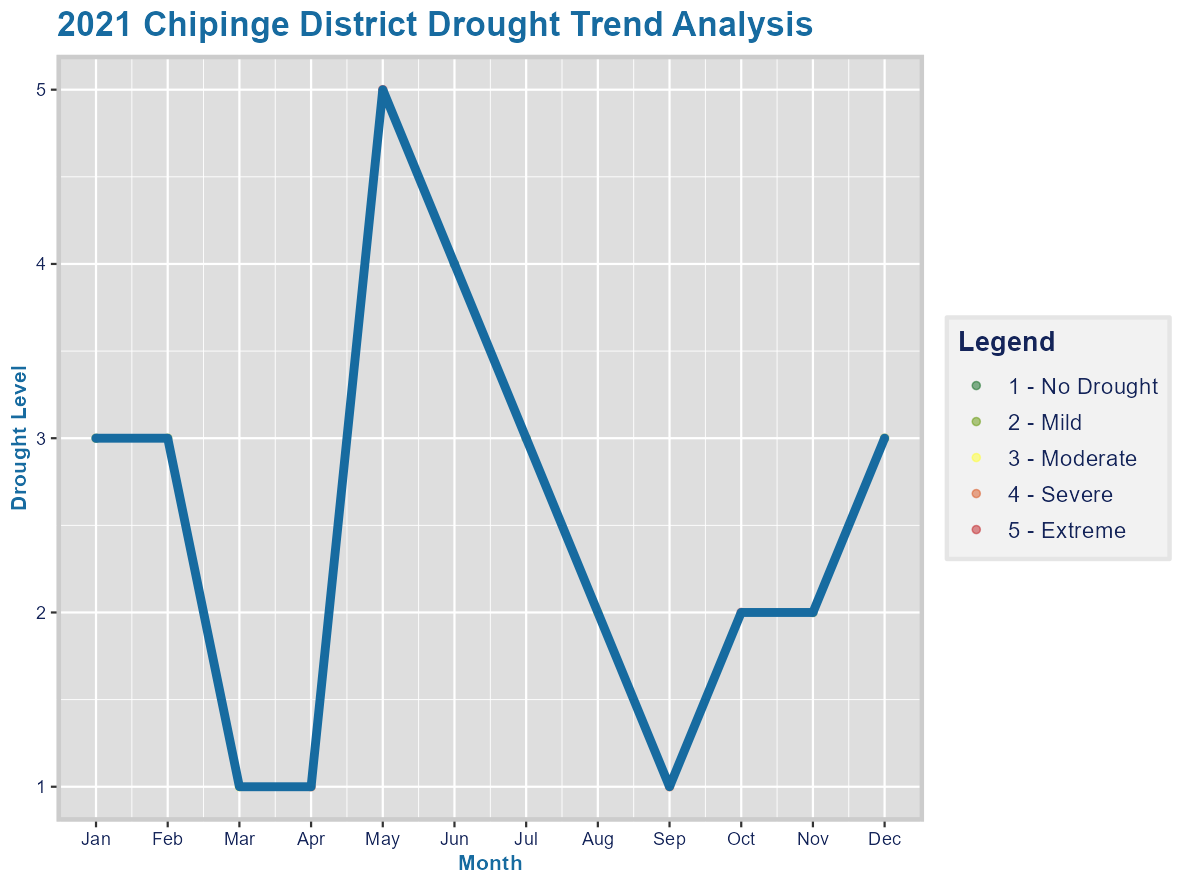 2021 Chipinge District Drought Trend Analysis
5
4
3
2
1
Drought Level
Jan Feb Mar Apr May Jun Jul Aug Sep Oct Nov Dec
Month
Legend
1 - No Drought
2 - Mild
3 - Moderate
4 - Severe
5 - Extreme